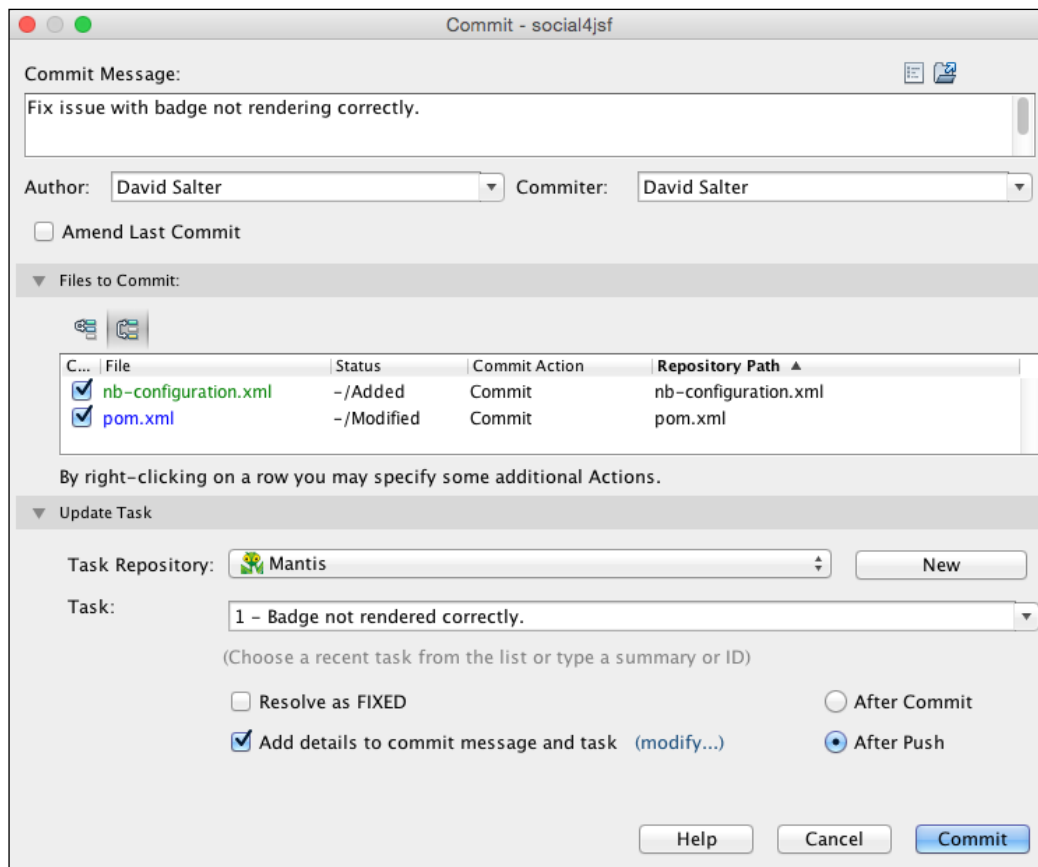 Commit - social4jsf
Commit Message:
Fix issue with badge not rendering correctly.
Author: David Salter Commiter: David Salter
Amend Last Commit
Files to Commit:
C... File Status Commit Action Repository Path ▲
nb-configuration.xml -/Added Commit nb-configuration.xml
pom.xml -/Modified Commit pom.xml
By right-clicking on a row you may specify some additional Actions.
Update Task
Task Repository: Mantis New
Task: 1 - Badge not rendered correctly.
(Choose a recent task from the list or type a summary or ID)
Resolve as FIXED After Commit
Add details to commit message and task (modify...) After Push
Help Cancel Commit